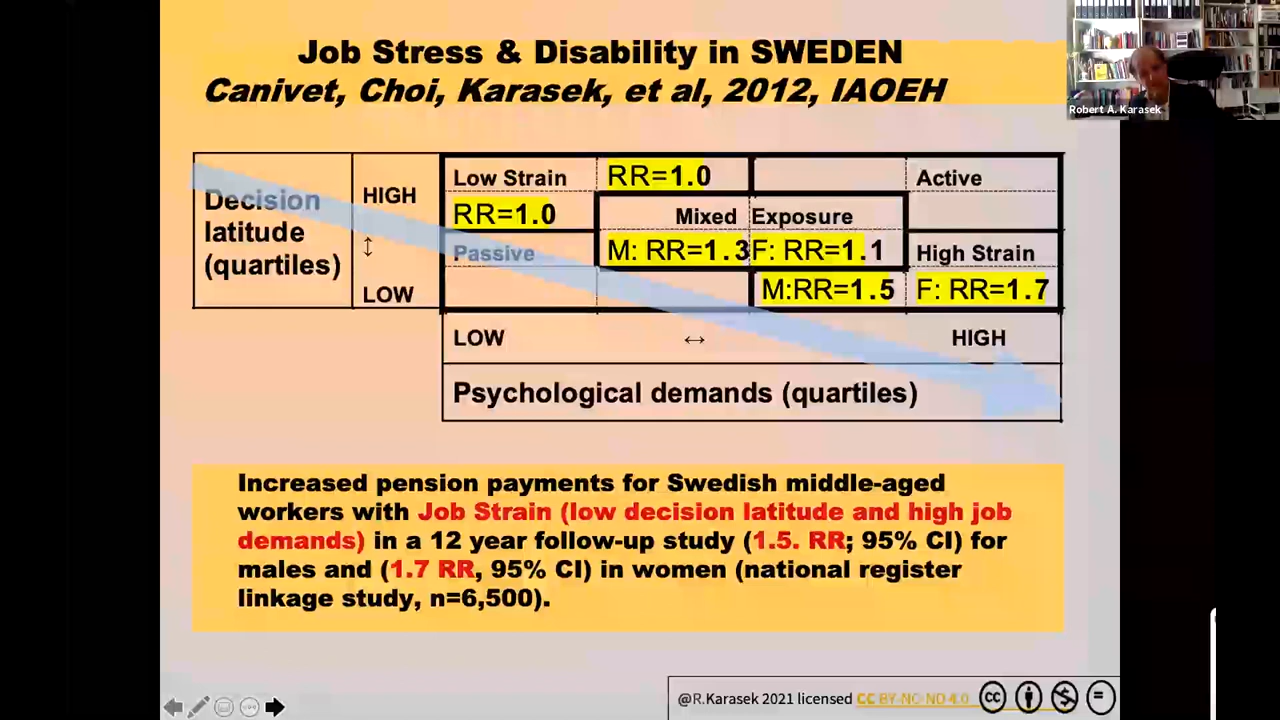 Job Stress & Disability in SWEDEN
Canivet, Choi, Karasek, et al, 2012, IAOEH
Robert A. Karasek
Decision
latitude
(quartiles)
HIGH
↕
LOW
Low Strain RR=1.0 Active
RR=1.0 Mixed Exposure
Passive M: RR=1.3 F: RR=1.1 High Strain
M:RR=1.5 F: RR=1.7
LOW ↔ HIGH
Psychological demands (quartiles)
Increased pension payments for Swedish middle-aged
workers with Job Strain (low decision latitude and high job
demands) in a 12 year follow-up study (1.5. RR; 95% CI) for
males and (1.7 RR, 95% CI) in women (national register
linkage study, n=6,500).
@R.Karasek 2021 licensed CC BY-NC-ND 4.0